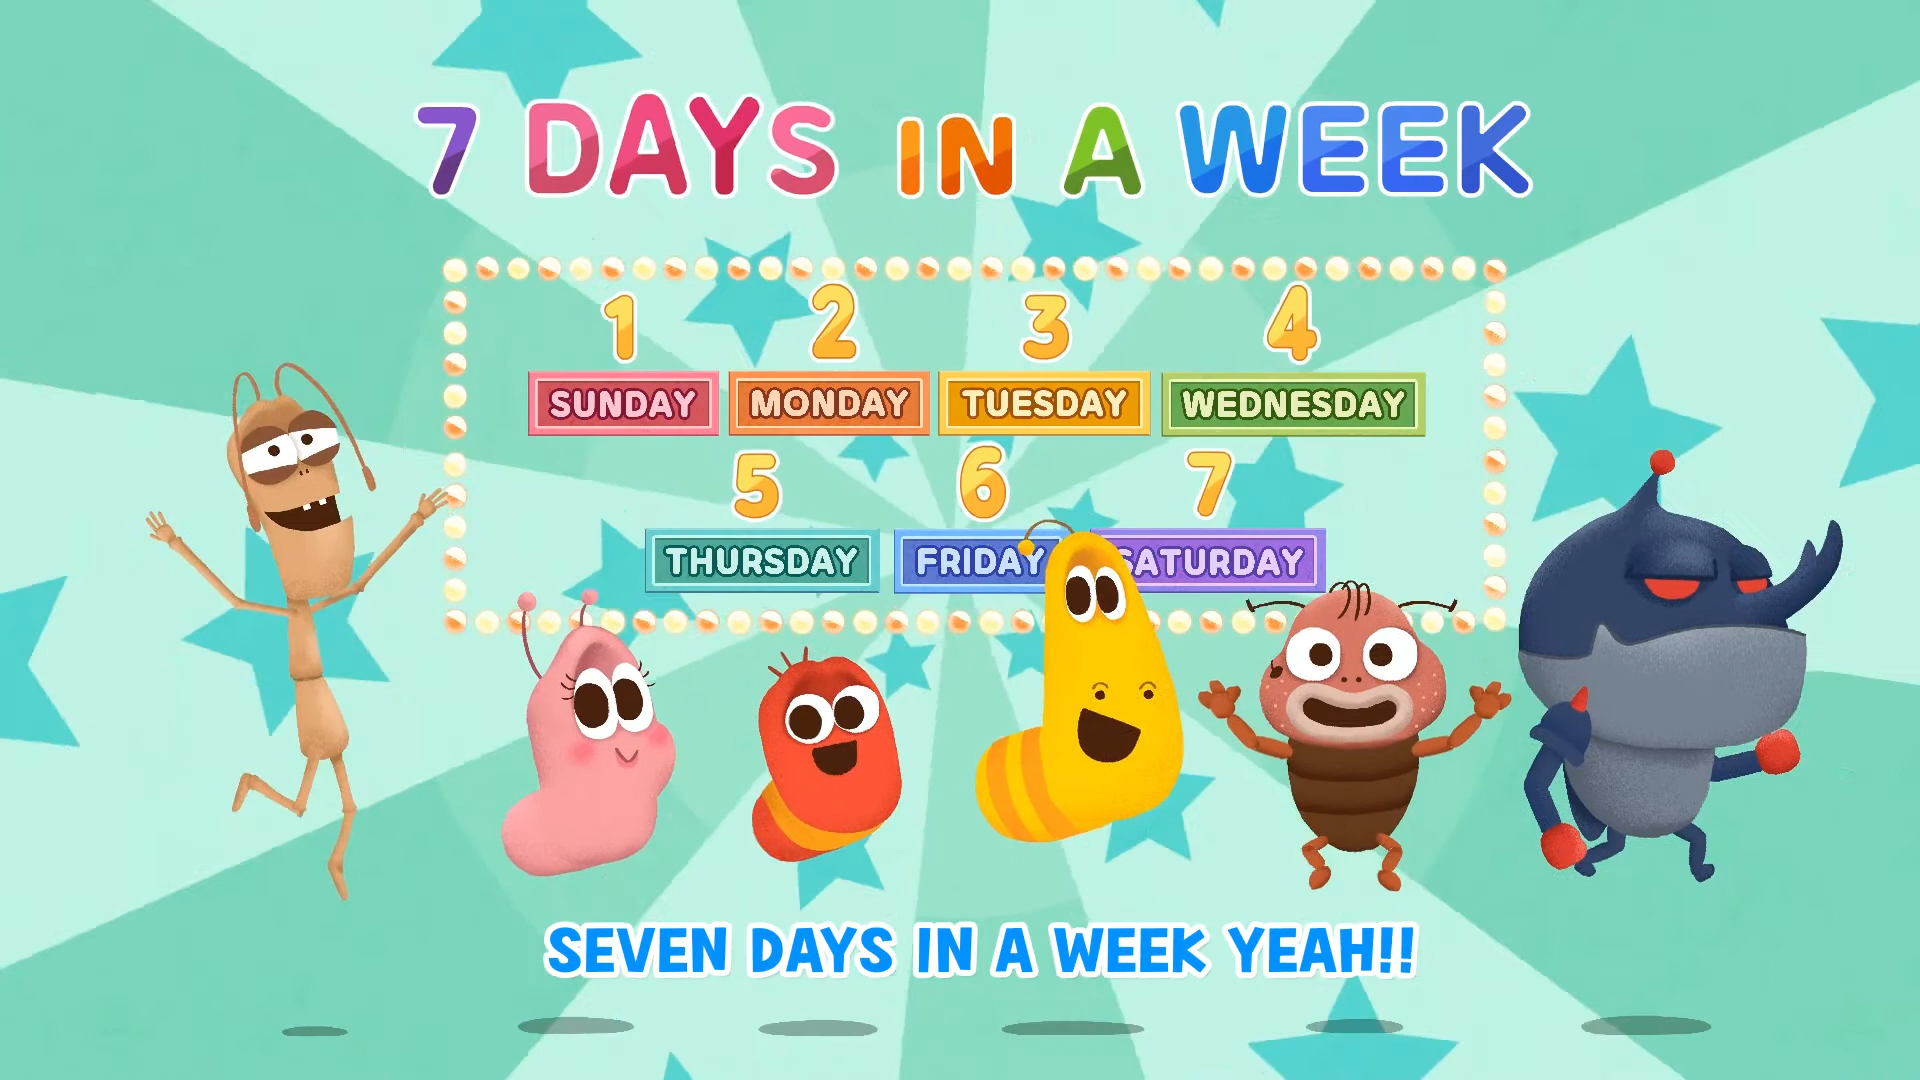 7 DAYS IN A WEEK
1 2 3 4
SUNDAY MONDAY TUESDAY WEDNESDAY
5 6 7
THURSDAY FRIDAY SATURDAY
SEVEN DAYS IN A WEEK YEAH!!